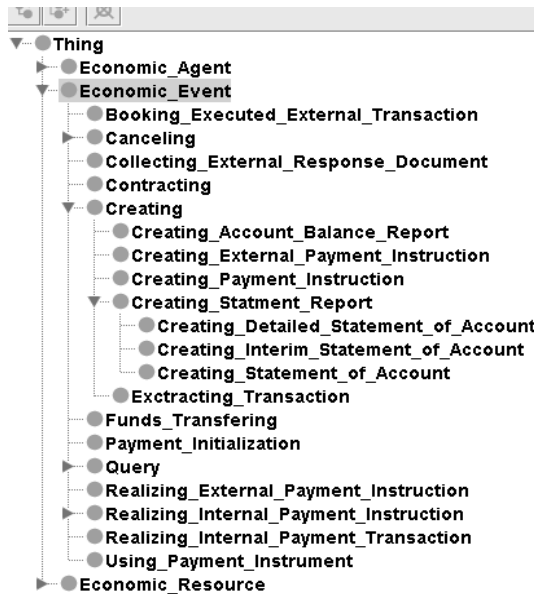 Thing
Economic_Agent
Economic_Event
Booking_Executed_External_Transaction
Canceling
Collecting_External_Response_Document
Contracting
Creating
Creating_Account_Balance_Report
Creating_External_Payment_Instruction
Creating_Payment_Instruction
Creating_Statment_Report
Creating_Detailed_Statement_of_Account
Creating_Interim_Statement_of_Account
Creating_Statement_of_Account
Exctracting_Transaction
Funds_Transfering
Payment_Initialization
Query
Realizing_External_Payment_Instruction
Realizing_Internal_Payment_Instruction
Realizing_Internal_Payment_Transaction
Using_Payment_Instrument
Economic_Resource